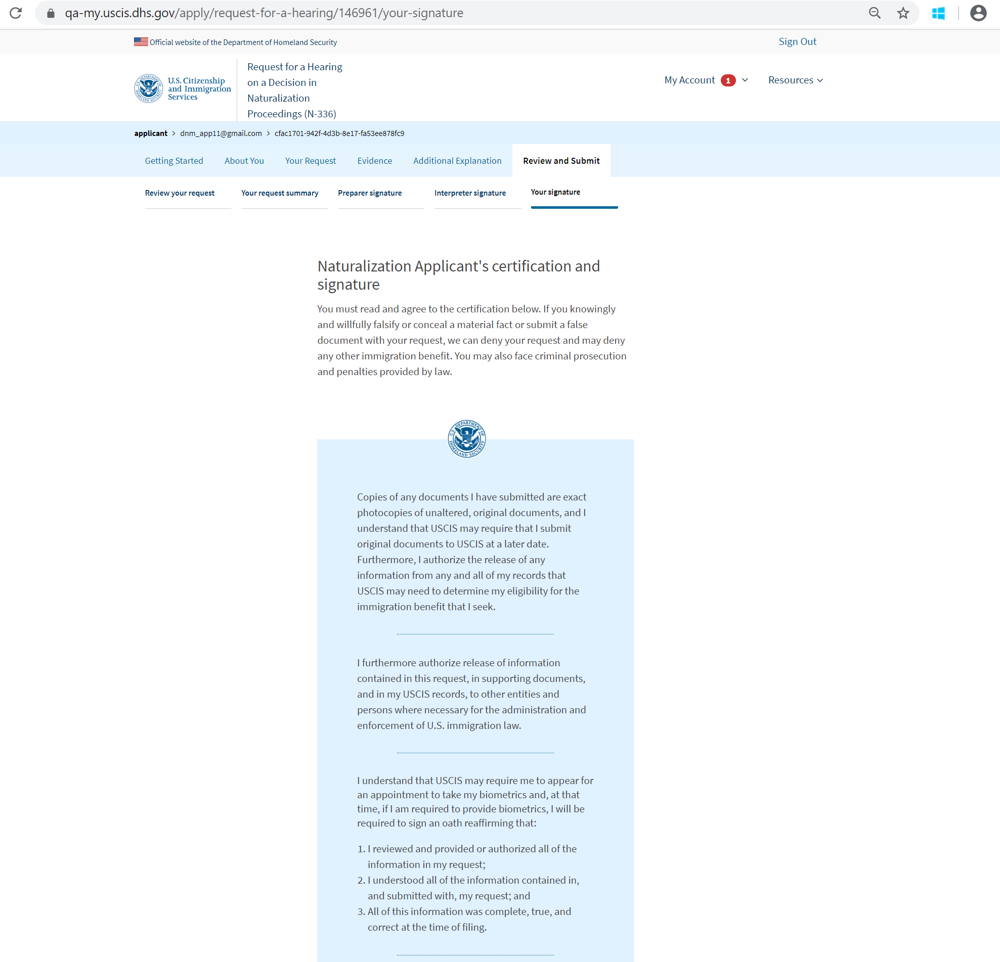 qa-my.uscis.dhs.gov/apply/request-for-a-hearing/146961/your-signature
Official website of the Department of Homeland Security
Sign Out
U.S. Citizenship
and Immigration
Services
Request for a Hearing
on a Decision in
Naturalization
Proceedings (N-336)
My Account 1
Resources
applicant > dnm_app11@gmail.com > cfac1701-942f-4d3b-8e17-fa53ee878fc9
Getting Started
About You
Your Request
Evidence
Additional Explanation
Review and Submit
Review your request
Your request summary
Preparer signature
Interpreter signature
Your signature
Naturalization Applicant's certification and
signature
You must read and agree to the certification below. If you knowingly
and willfully falsify or conceal a material fact or submit a false
document with your request, we can deny your request and may deny
any other immigration benefit. You may also face criminal prosecution
and penalties provided by law.
U.S. DEPARTMENT OF
HOMELAND SECURITY
Copies of any documents I have submitted are exact
photocopies of unaltered, original documents, and I
understand that USCIS may require that I submit
original documents to USCIS at a later date.
Furthermore, I authorize the release of any
information from any and all of my records that
USCIS may need to determine my eligibility for the
immigration benefit that I seek.
I furthermore authorize release of information
contained in this request, in supporting documents,
and in my USCIS records, to other entities and
persons where necessary for the administration and
enforcement of U.S. immigration law.
I understand that USCIS may require me to appear for
an appointment to take my biometrics and, at that
time, if I am required to provide biometrics, I will be
required to sign an oath reaffirming that:
1. I reviewed and provided or authorized all of the
information in my request;
2. I understood all of the information contained in,
and submitted with, my request; and
3. All of this information was complete, true, and
correct at the time of filing.